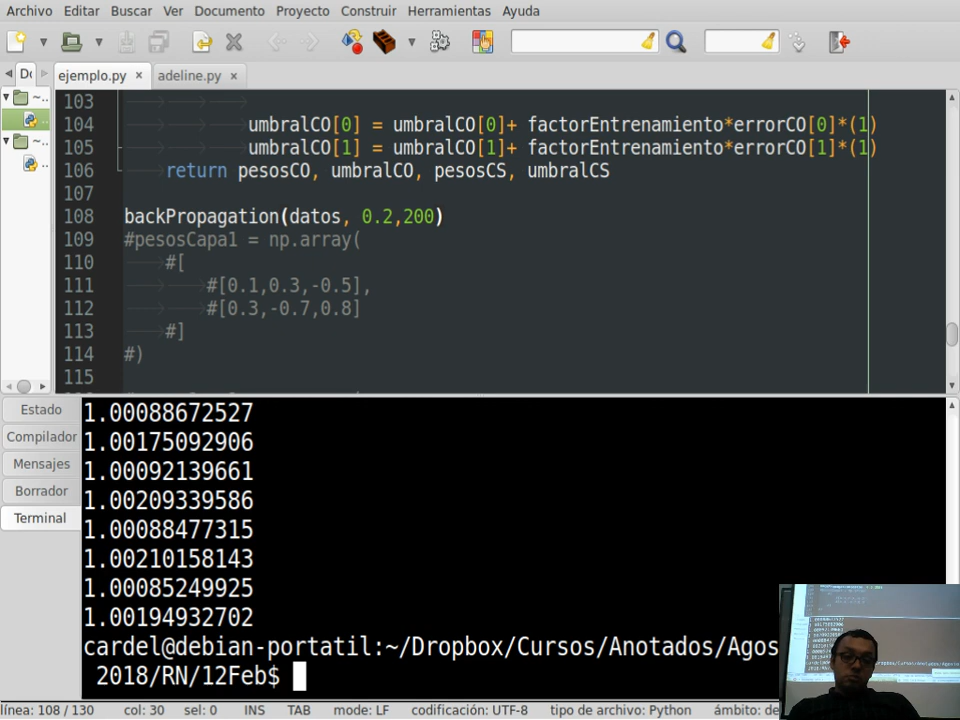 Archivo Editar Buscar Ver Documento Proyecto Construir Herramientas Ayuda
Dc ejemplo.py × adeline.py ×
103
104 umbralCO[0] = umbralCO[0]+ factorEntrenamiento*errorCO[0]*(1)
105 umbralCO[1] = umbralCO[1]+ factorEntrenamiento*errorCO[1]*(1)
106 return pesosCO, umbralCO, pesosCS, umbralCS
107
108 backPropagation(datos, 0.2,200)
109 #pesosCapa1 = np.array(
110 #[
111 #[0.1,0.3,-0.5],
112 #[0.3,-0.7,0.8]
113 #]
114 #)
115
Estado
Compilador
Mensajes
Borrador
Terminal
1.00088672527
1.00175092906
1.00092139661
1.00209339586
1.00088477315
1.00210158143
1.00085249925
1.00194932702
cardel@debian-portatil:~/Dropbox/Cursos/Anotados/Agos
2018/RN/12Feb$
línea: 108 / 130 col: 30 sel: 0 INS TAB mode: LF codificación: UTF-8 tipo de archivo: Python ámbito: de